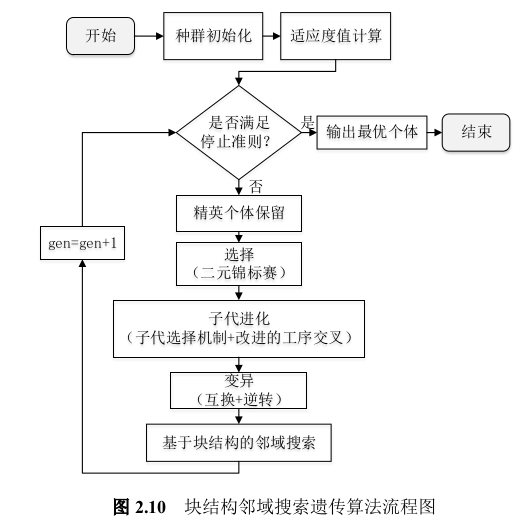 开始
种群初始化
适应度值计算
是否满足
停止准则？
是
输出最优个体
结束
否
精英个体保留
gen=gen+1
选择
（二元锦标赛）
子代进化
（子代选择机制+改进的工序交叉）
变异
（互换+逆转）
基于块结构的邻域搜索
图 2.10 块结构邻域搜索遗传算法流程图